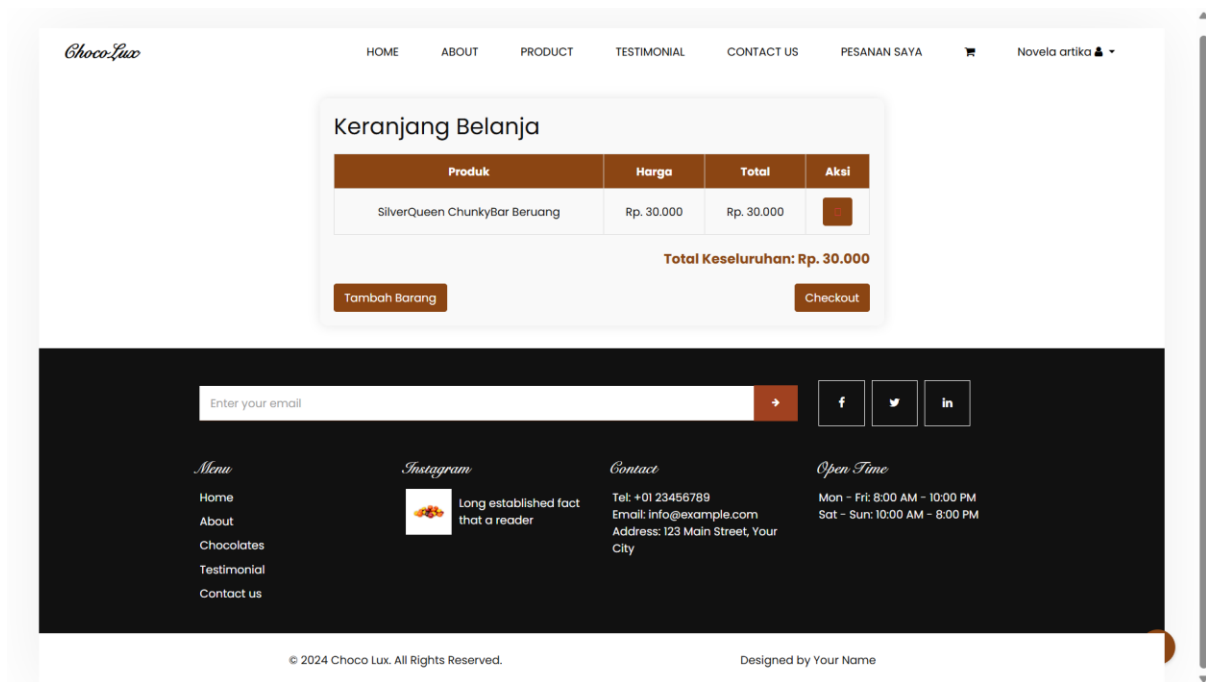 Choco Lux HOME ABOUT PRODUCT TESTIMONIAL CONTACT US PESANAN SAYA Novela artika
Keranjang Belanja
Produk Harga Total Aksi
SilverQueen ChunkyBar Beruang Rp. 30.000 Rp. 30.000
Total Keseluruhan: Rp. 30.000
Tambah Barang Checkout
Enter your email
Menu
Home
About
Chocolates
Testimonial
Contact us
Instagram
Long established fact
that a reader
Contact
Tel: +01 23456789
Email: info@example.com
Address: 123 Main Street, Your
City
Open Time
Mon - Fri: 8:00 AM - 10:00 PM
Sat - Sun: 10:00 AM - 8:00 PM
© 2024 Choco Lux. All Rights Reserved. Designed by Your Name